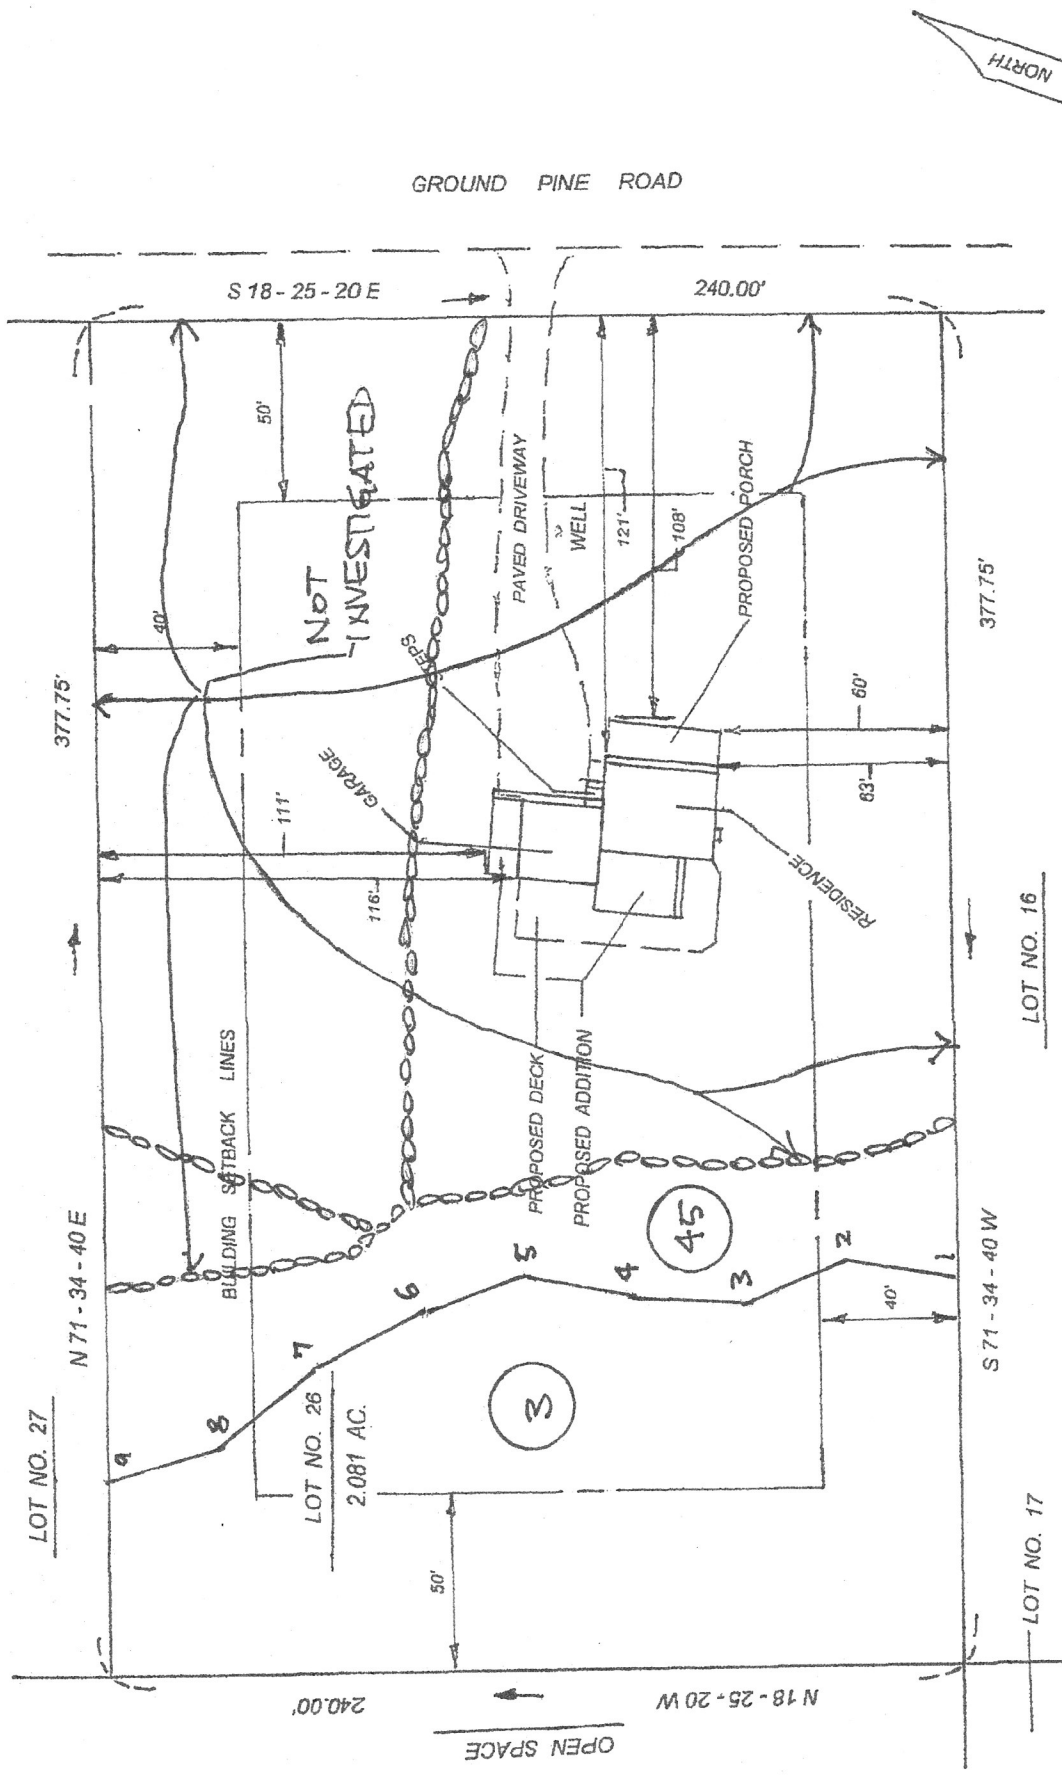 NORTH
GROUND PINE ROAD
S 18 - 25 - 20 E
240.00'
50'
NOT
INVESTIGATED
40'
377.75'
PAVED DRIVEWAY
WELL
121'
108'
PROPOSED PORCH
377.75'
GARAGE
111'
116'
60'
63'
RESIDENCE
BUILDING SETBACK LINES
PROPOSED DECK
PROPOSED ADDITION
LOT NO. 16
N 71 - 34 - 40 E
S 71 - 34 - 40 W
45
1
2
3
4
5
6
7
8
9
40'
3
LOT NO. 27
LOT NO. 26
2.081 AC.
50'
LOT NO. 17
240.00'
N 18 - 25 - 20 W
OPEN SPACE